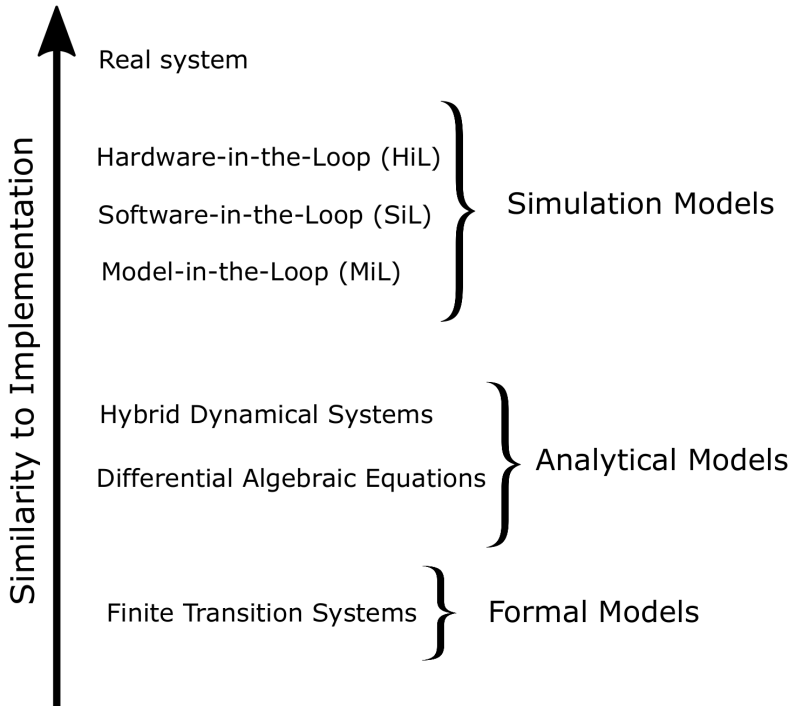 Similarity to Implementation
Real system
Hardware-in-the-Loop (HiL)
Software-in-the-Loop (SiL)
Model-in-the-Loop (MiL)
Simulation Models
Hybrid Dynamical Systems
Differential Algebraic Equations
Analytical Models
Finite Transition Systems
Formal Models